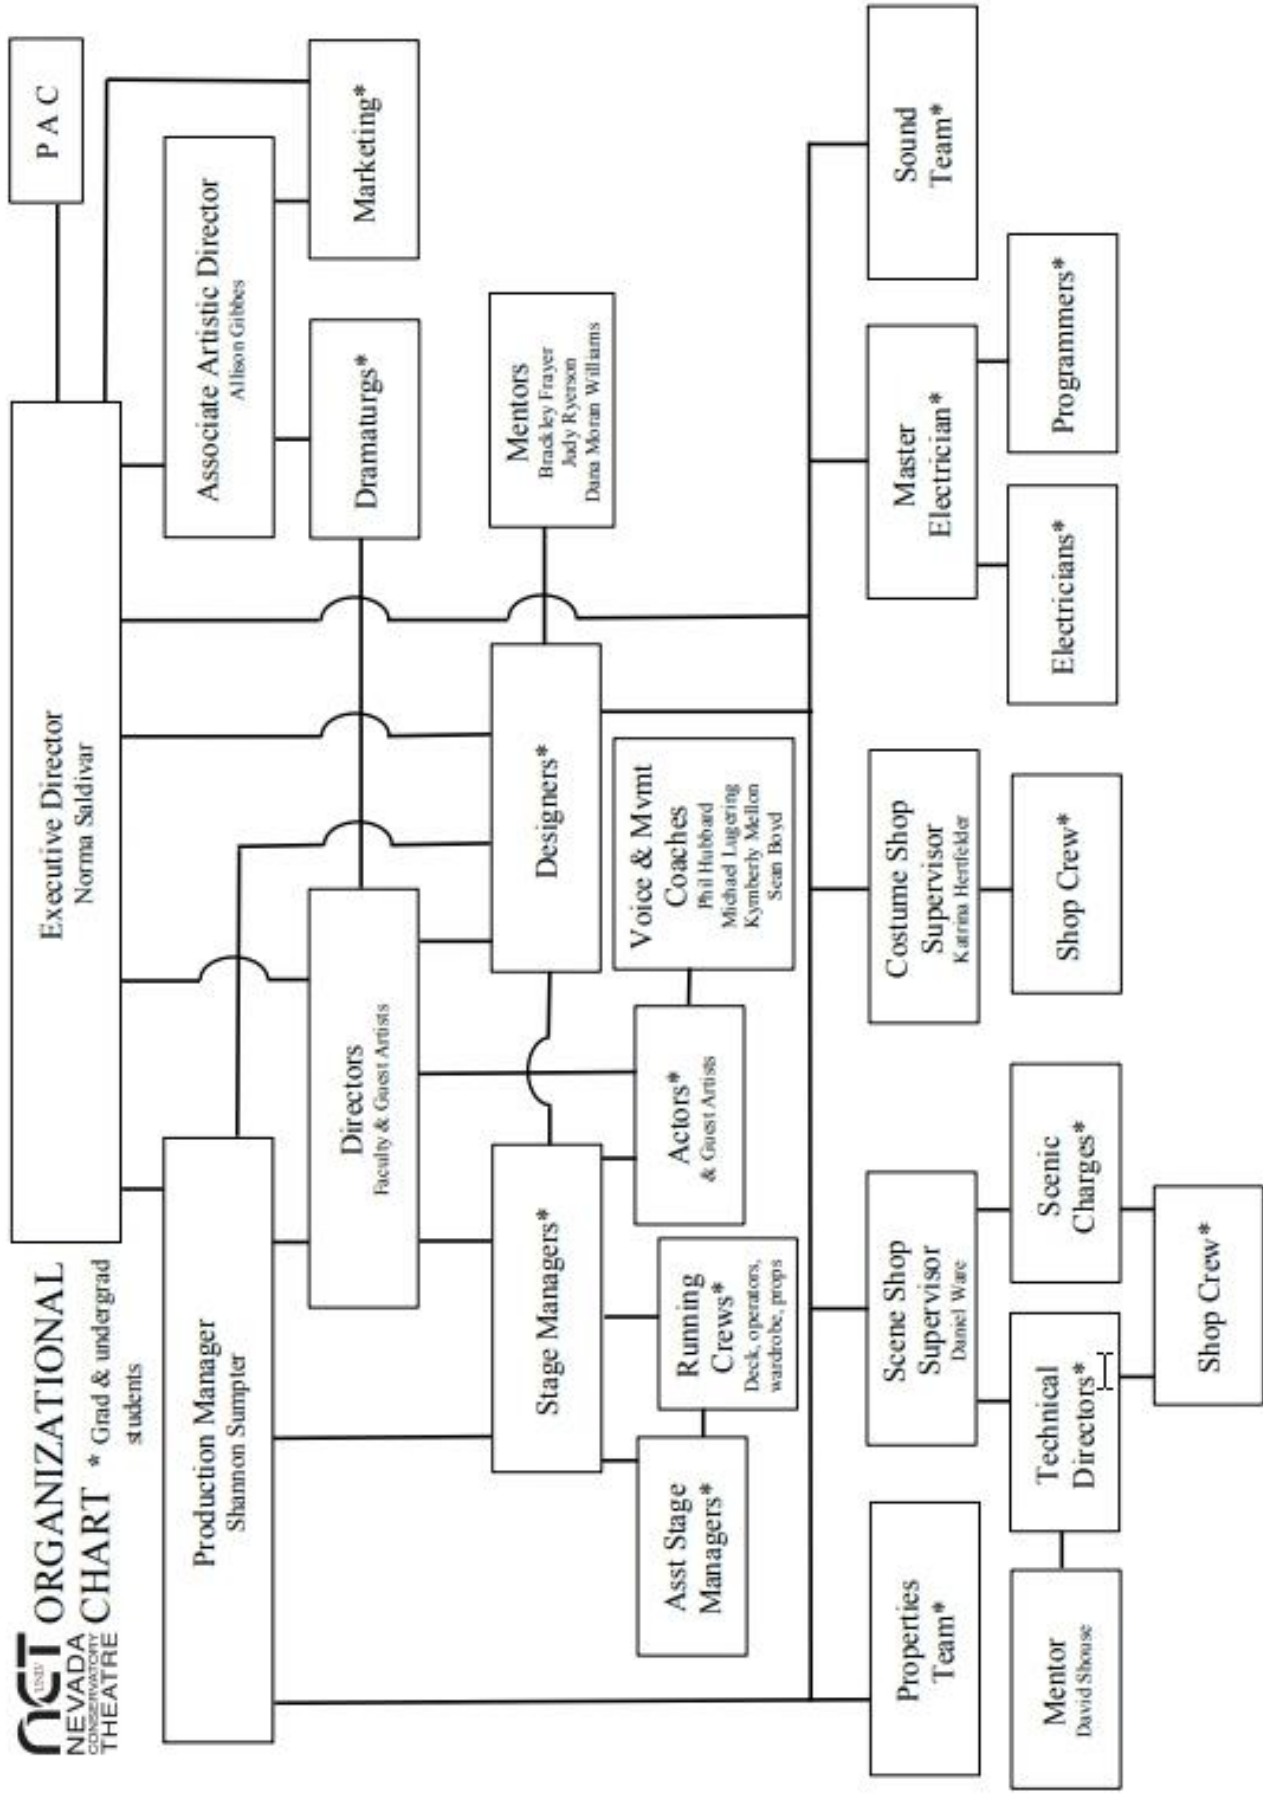 nct
UNLV
NEVADA
CONSERVATORY
THEATRE
ORGANIZATIONAL
CHART * Grad & undergrad
students
Executive Director
Norma Saldivar
P A C
Production Manager
Shannon Sumpter
Associate Artistic Director
Allison Gibbes
Directors
Faculty & Guest Artists
Dramaturgs*
Marketing*
Stage Managers*
Designers*
Mentors
Brackley Frayer
Judy Ryerson
Dana Moran Williams
Asst Stage
Managers*
Running
Crews*
Deck, operators,
wardrobe, props
Actors*
& Guest Artists
Voice & Mvmt
Coaches
Phil Hubbard
Michael Lugering
Kymberly Mellon
Sean Boyd
Properties
Team*
Scene Shop
Supervisor
Daniel Ware
Costume Shop
Supervisor
Katrina Hertfelder
Master
Electrician*
Sound
Team*
Mentor
David Shouse
Technical
Directors*
Scenic
Charges*
Shop Crew*
Electricians*
Programmers*
Shop Crew*